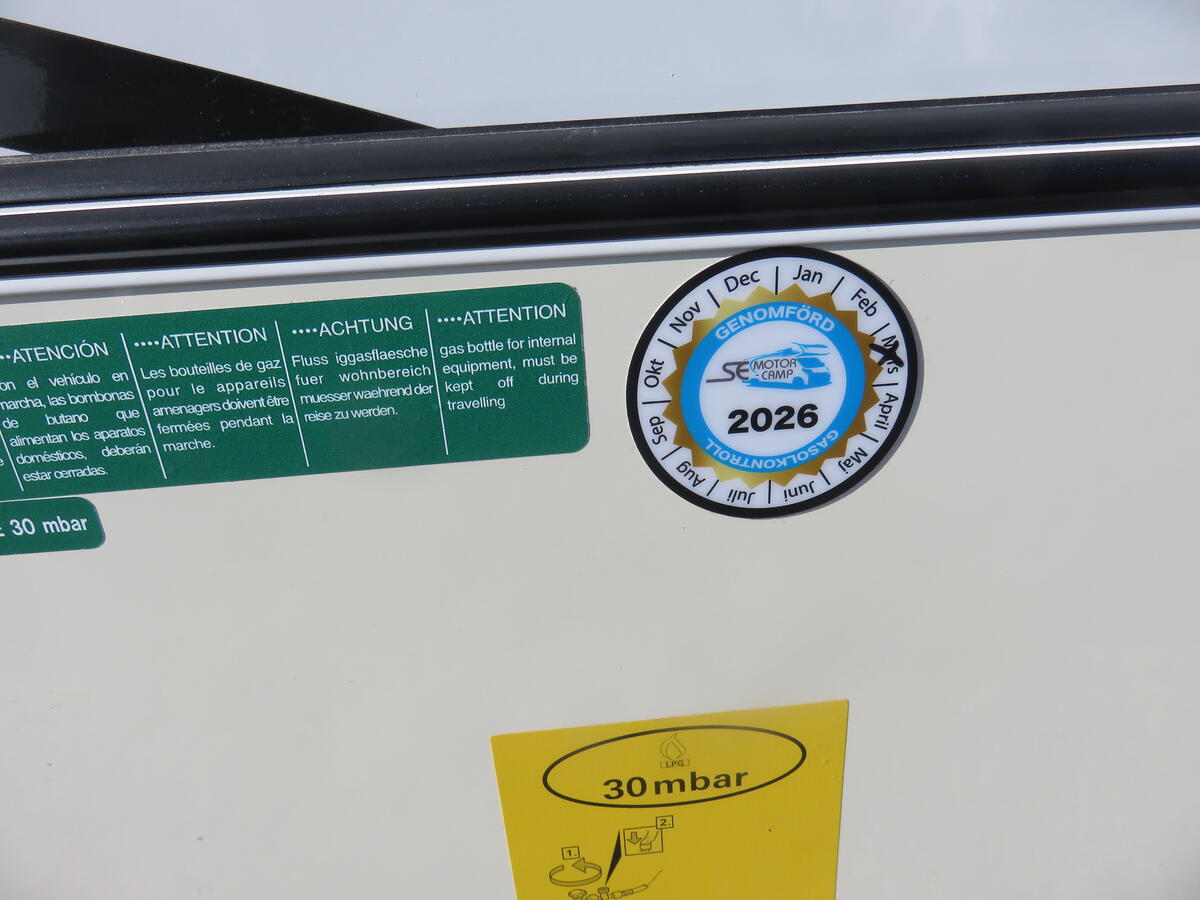 ATENCIÓN
on el vehículo en
marcha, las bombonas
de butano que
alimentan los aparatos
domésticos, deberán
estar cerradas.
ATTENTION
Les bouteilles de gaz
pour le appareils
amenagers doivent être
fermées pendant la
marche.
ACHTUNG
Fluss iggasflaesche
fuer wohnbereich
muesser waehrend der
reise zu werden.
ATTENTION
gas bottle for internal
equipment, must be
kept off during
travelling
30 mbar
Jan
Feb
April
Maj
Juni
Juli
Aug
Sep
Okt
Nov
Dec
GENOMFÖRD
SE MOTOR
-CAMP
2026
GASOLKONTROLL
LPG
30 mbar
2.
1.